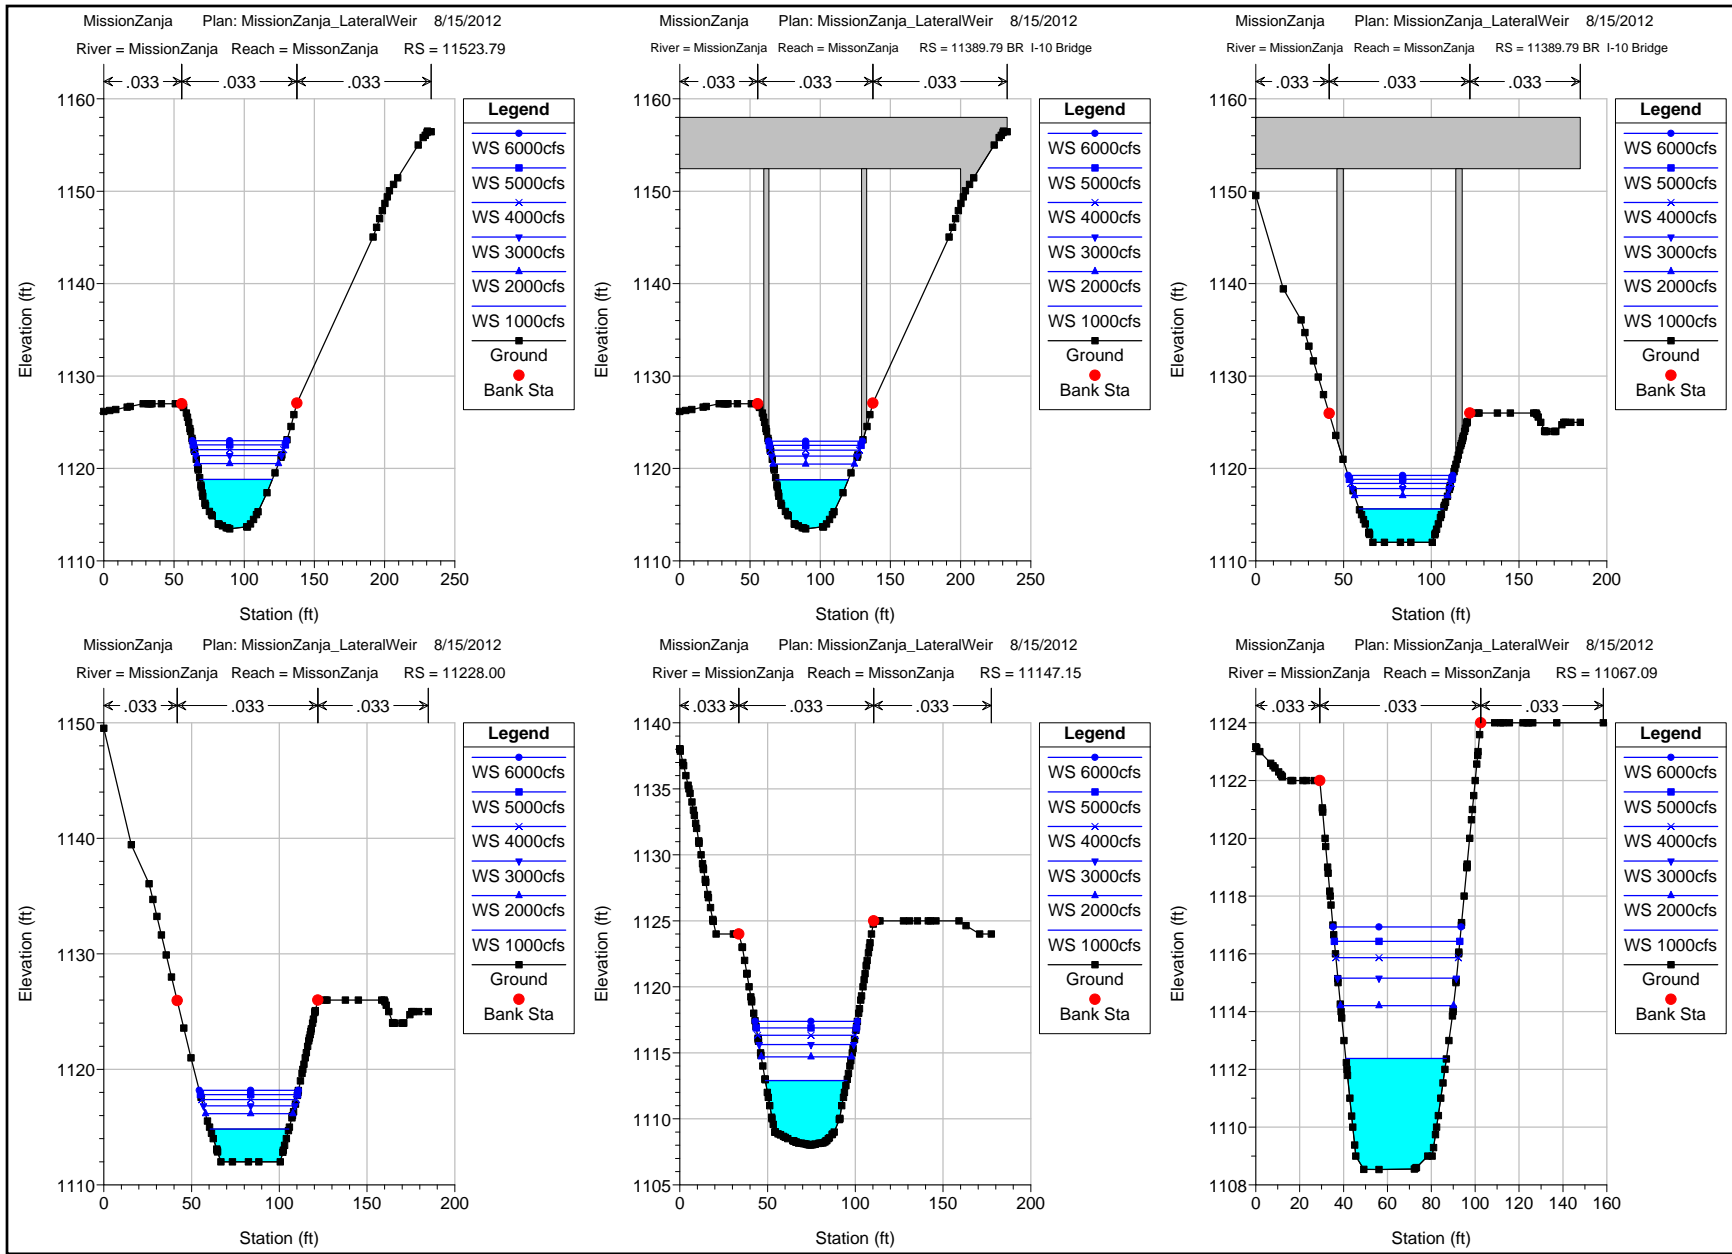 MissionZanja Plan: MissionZanja_LateralWeir 8/15/2012
River = MissionZanja Reach = MissonZanja RS = 11523.79
.033 .033 .033
Legend
WS 6000cfs
WS 5000cfs
WS 4000cfs
WS 3000cfs
WS 2000cfs
WS 1000cfs
Ground
Bank Sta
1160
1150
1140
1130
1120
1110
Elevation (ft)
0 50 100 150 200 250
Station (ft)
MissionZanja Plan: MissionZanja_LateralWeir 8/15/2012
River = MissionZanja Reach = MissonZanja RS = 11389.79 BR I-10 Bridge
.033 .033 .033
Legend
WS 6000cfs
WS 5000cfs
WS 4000cfs
WS 3000cfs
WS 2000cfs
WS 1000cfs
Ground
Bank Sta
1160
1150
1140
1130
1120
1110
Elevation (ft)
0 50 100 150 200 250
Station (ft)
MissionZanja Plan: MissionZanja_LateralWeir 8/15/2012
River = MissionZanja Reach = MissonZanja RS = 11389.79 BR I-10 Bridge
.033 .033 .033
Legend
WS 6000cfs
WS 5000cfs
WS 4000cfs
WS 3000cfs
WS 2000cfs
WS 1000cfs
Ground
Bank Sta
1160
1150
1140
1130
1120
1110
Elevation (ft)
0 50 100 150 200
Station (ft)
MissionZanja Plan: MissionZanja_LateralWeir 8/15/2012
River = MissionZanja Reach = MissonZanja RS = 11228.00
.033 .033 .033
Legend
WS 6000cfs
WS 5000cfs
WS 4000cfs
WS 3000cfs
WS 2000cfs
WS 1000cfs
Ground
Bank Sta
1150
1140
1130
1120
1110
Elevation (ft)
0 50 100 150 200
Station (ft)
MissionZanja Plan: MissionZanja_LateralWeir 8/15/2012
River = MissionZanja Reach = MissonZanja RS = 11147.15
.033 .033 .033
Legend
WS 6000cfs
WS 5000cfs
WS 4000cfs
WS 3000cfs
WS 2000cfs
WS 1000cfs
Ground
Bank Sta
1140
1135
1130
1125
1120
1115
1110
1105
Elevation (ft)
0 50 100 150 200
Station (ft)
MissionZanja Plan: MissionZanja_LateralWeir 8/15/2012
River = MissionZanja Reach = MissonZanja RS = 11067.09
.033 .033 .033
Legend
WS 6000cfs
WS 5000cfs
WS 4000cfs
WS 3000cfs
WS 2000cfs
WS 1000cfs
Ground
Bank Sta
1124
1122
1120
1118
1116
1114
1112
1110
1108
Elevation (ft)
0 20 40 60 80 100 120 140 160
Station (ft)